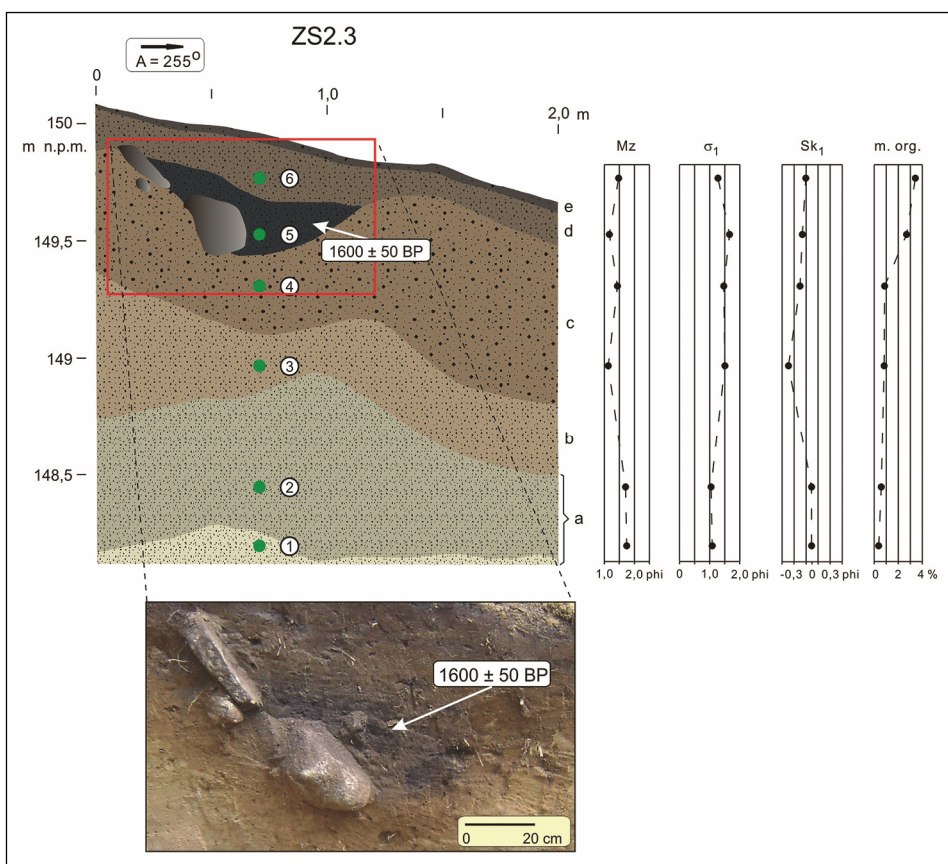 ZS2.3
A = 255º
0
1,0
2,0 m
150
m n.p.m.
149,5
149
148,5
6
5
1600 ± 50 BP
4
3
2
1
e
d
c
b
a
Mz
σ1
Sk1
m. org.
1,0 2,0 phi
0 1,0 2,0 phi
-0,3 0 0,3 phi
0 2 4 %
1600 ± 50 BP
0 20 cm